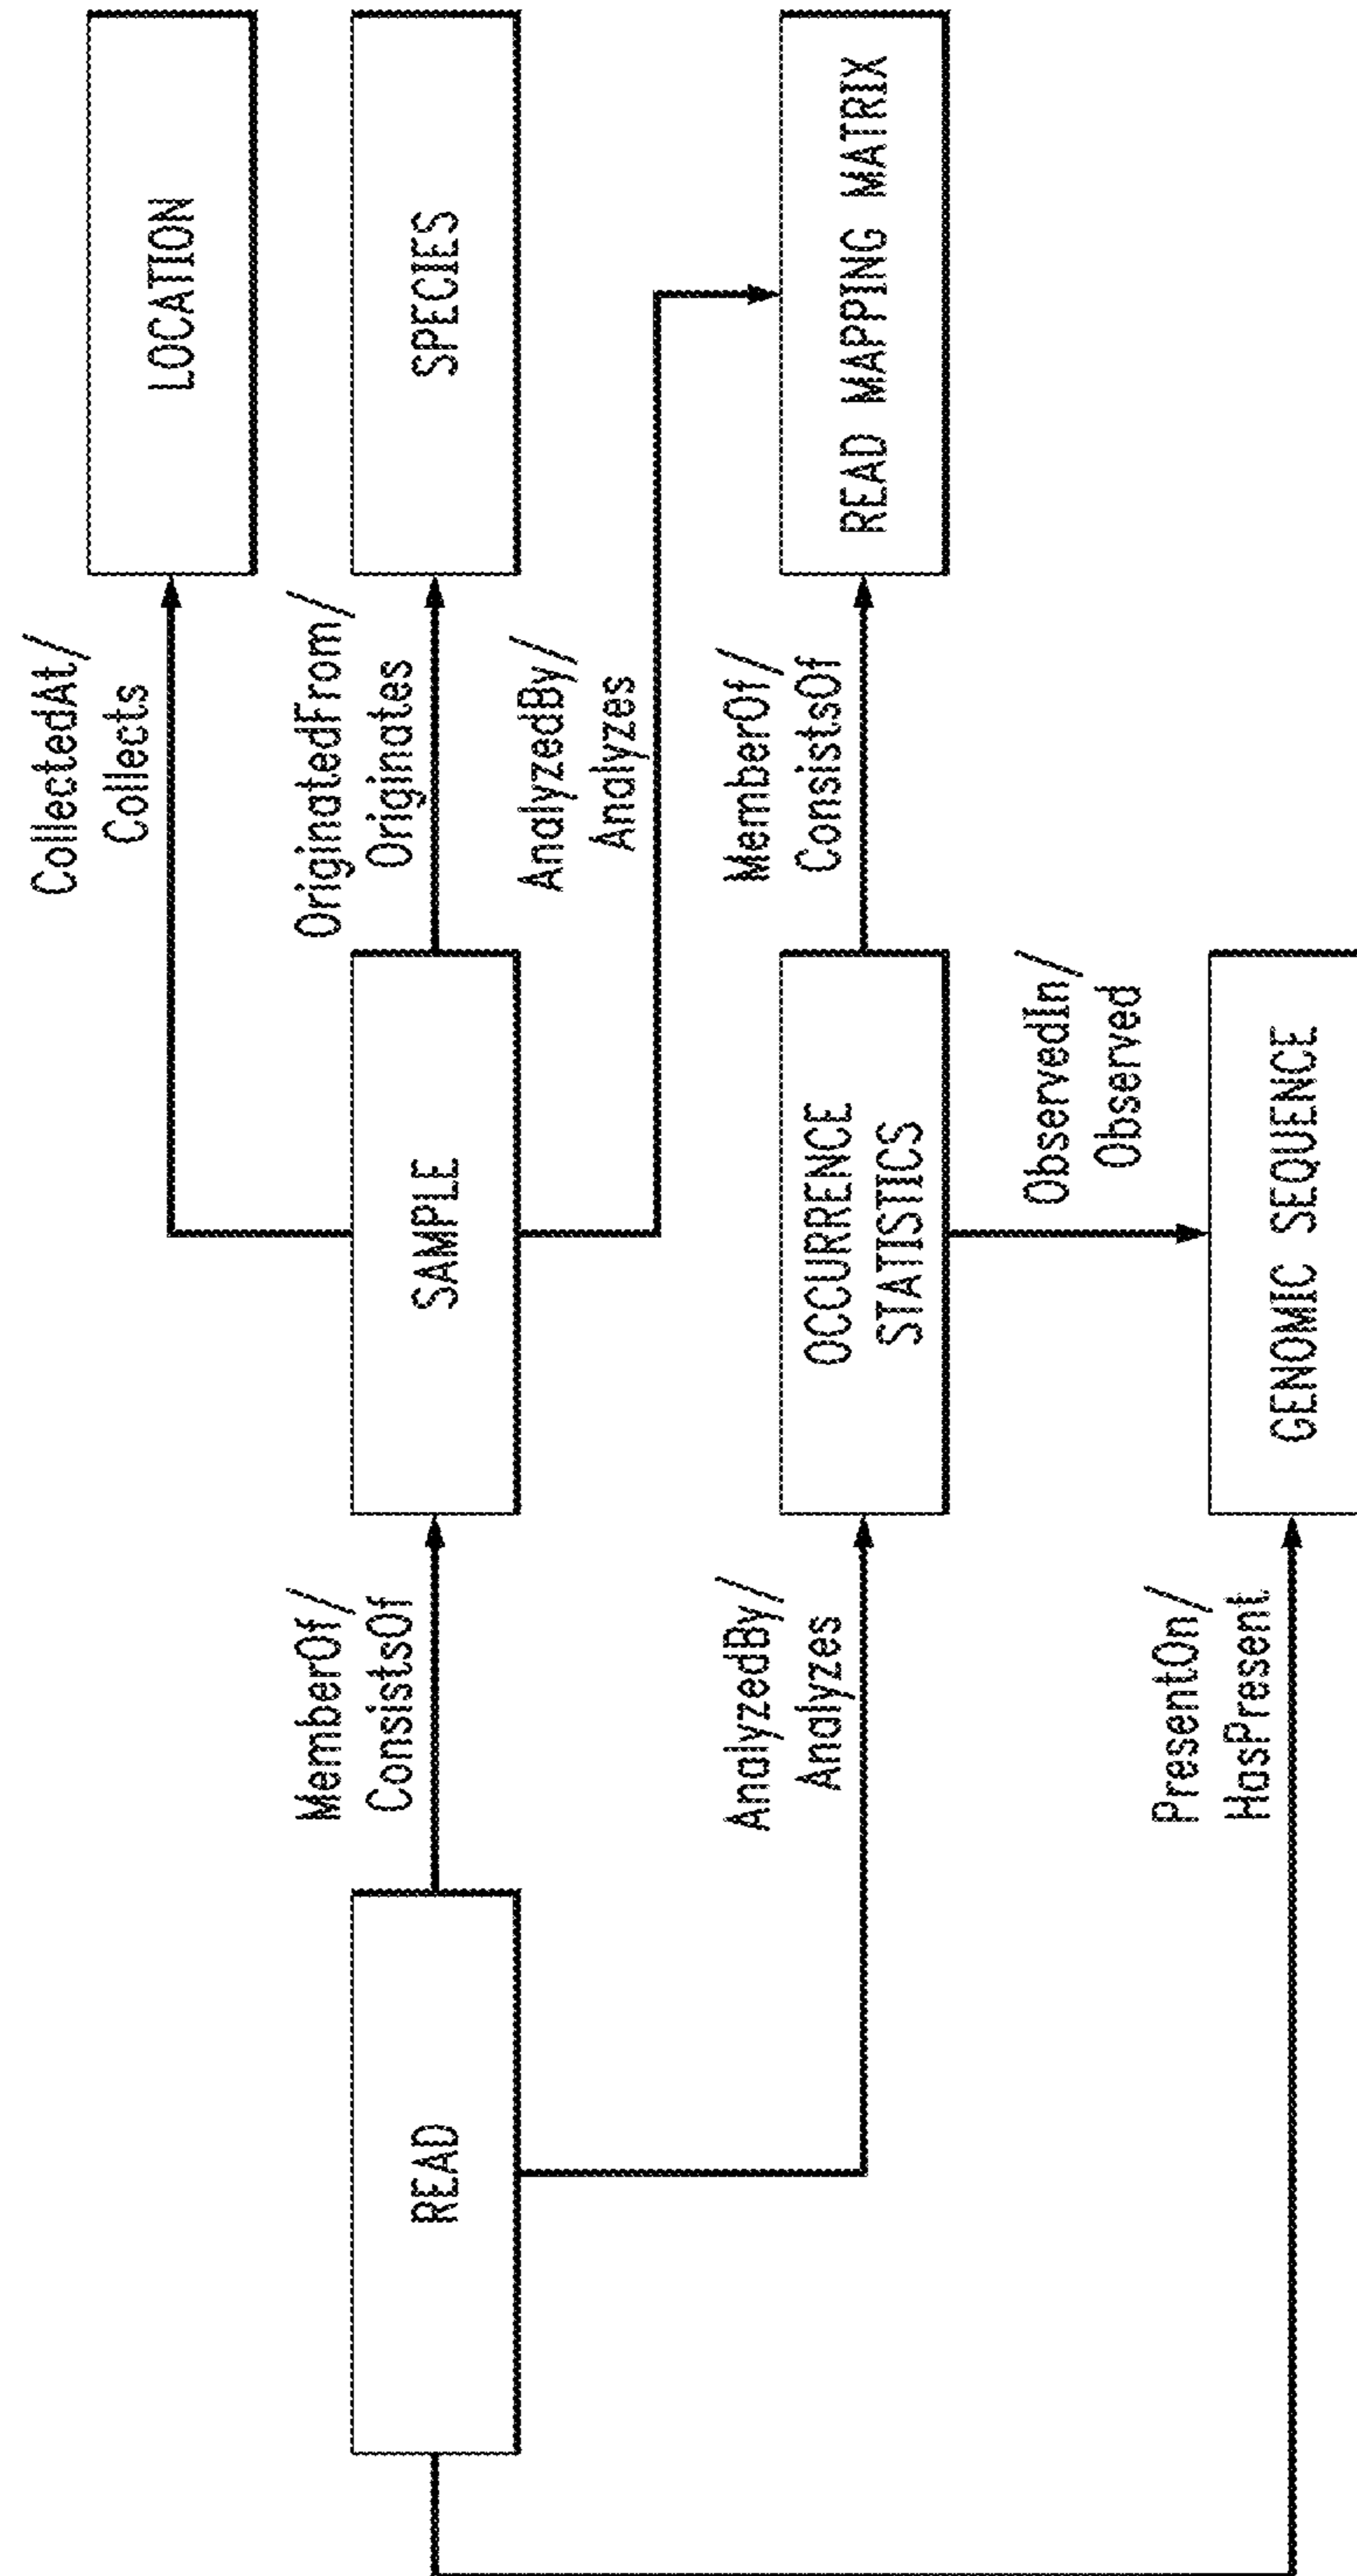 CollectedAt/
Collects
LOCATION
READ
MemberOf/
ConsistsOf
SAMPLE
OriginatedFrom/
Originates
SPECIES
AnalyzedBy/
Analyzes
AnalyzedBy/
Analyzes
OCCURRENCE
STATISTICS
MemberOf/
ConsistsOf
READ MAPPING MATRIX
ObservedIn/
Observed
PresentOn/
HasPresent
GENOMIC SEQUENCE